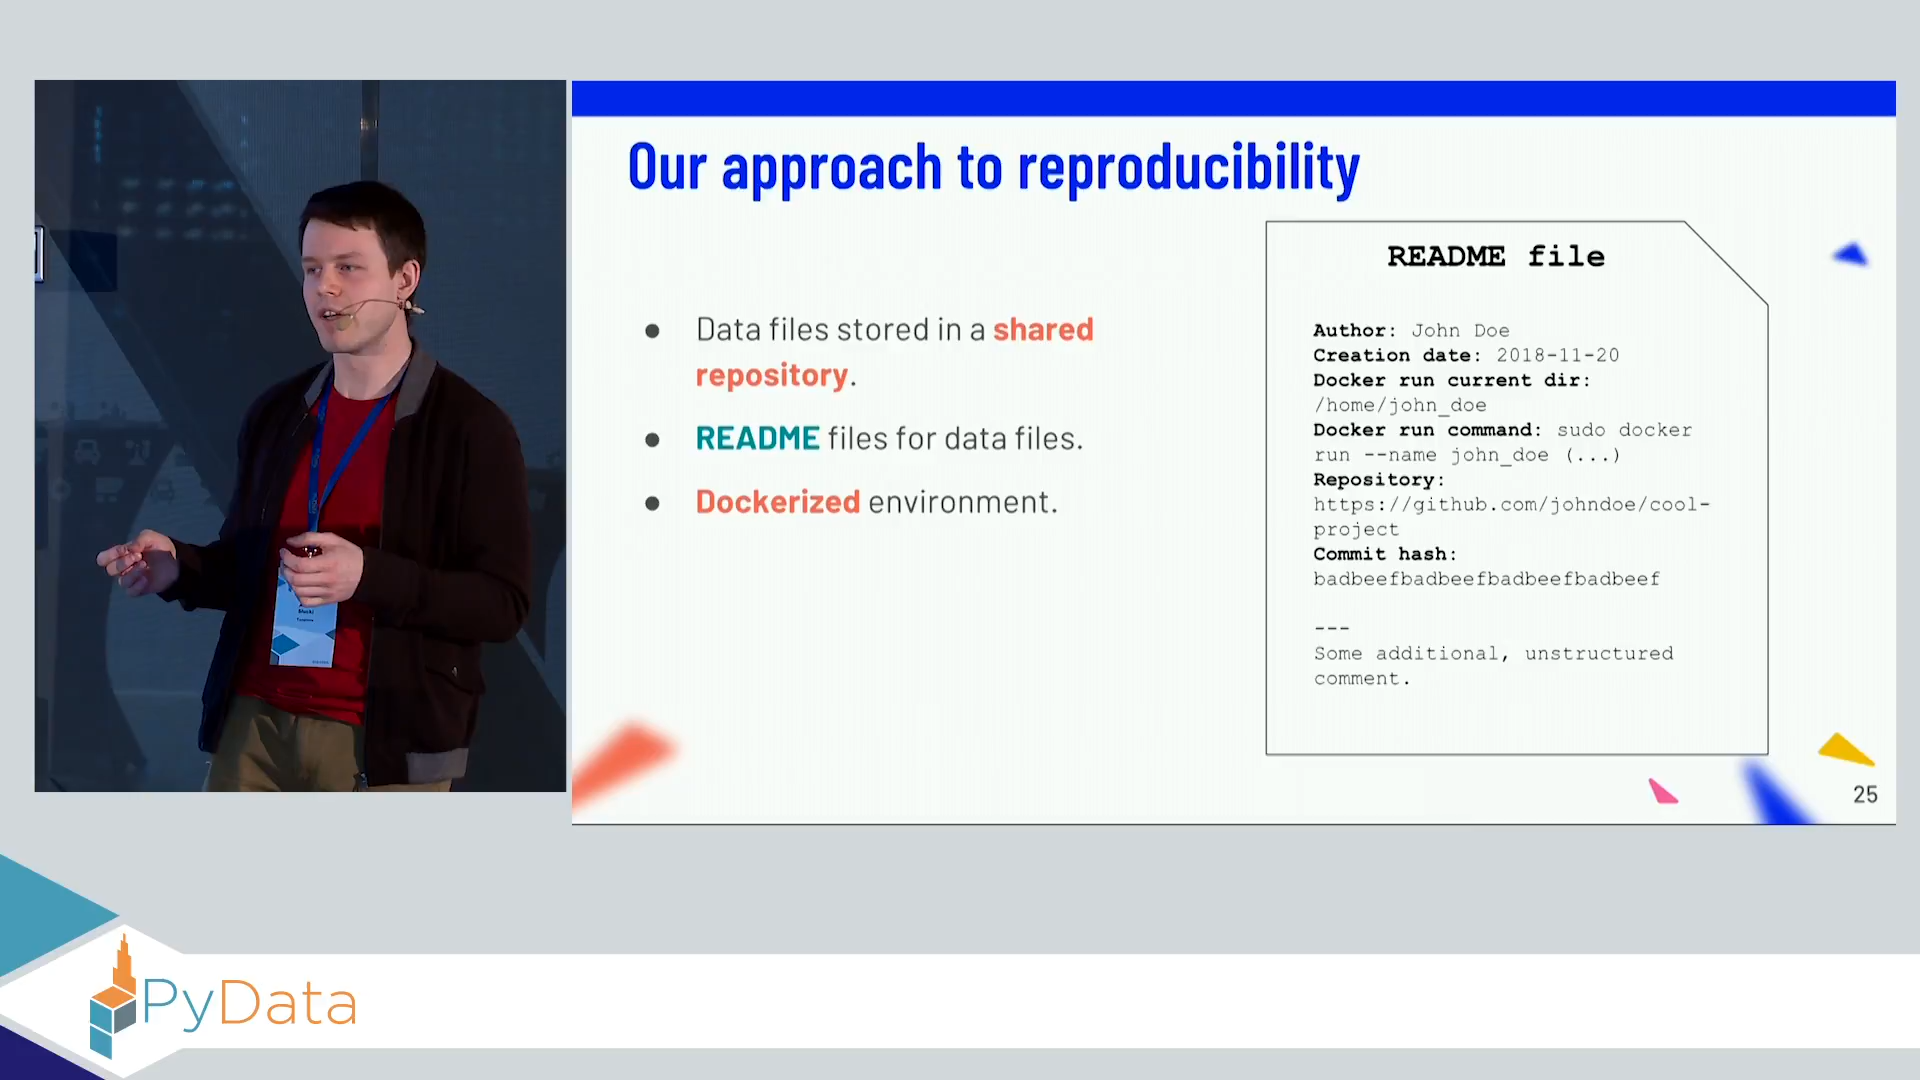 Our approach to reproducibility
● Data files stored in a shared
repository.
● README files for data files.
● Dockerized environment.
README file
Author: John Doe
Creation date: 2018-11-20
Docker run current dir:
/home/john_doe
Docker run command: sudo docker
run --name john_doe (...)
Repository:
https://github.com/johndoe/cool-
project
Commit hash:
badbeefbadbeefbadbeefbadbeef
---
Some additional, unstructured
comment.
25
PyData